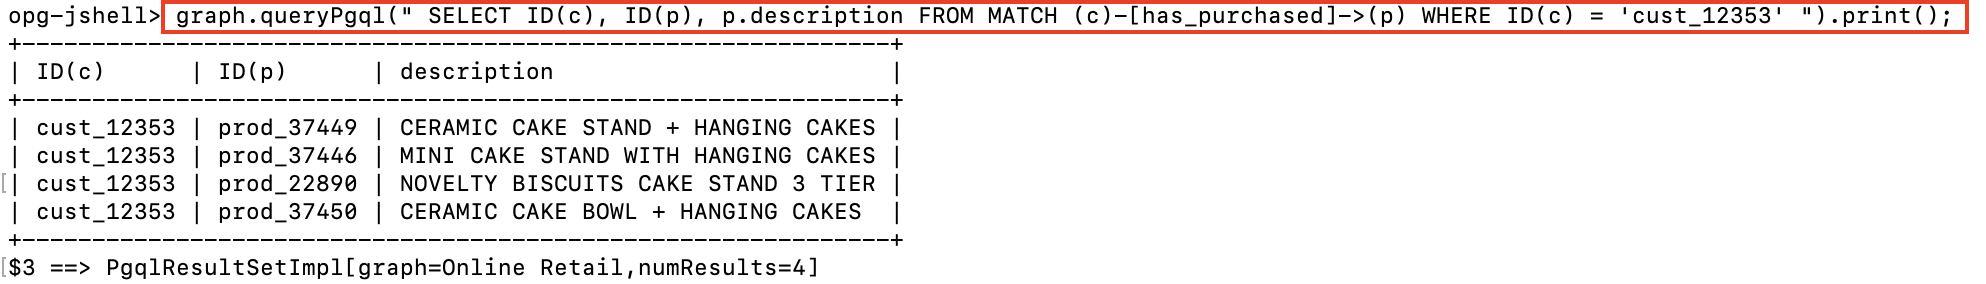 opg-jshell> graph.queryPgql(" SELECT ID(c), ID(p), p.description FROM MATCH (c)-[has_purchased]->(p) WHERE ID(c) = 'cust_12353' ").print();
+--------------------------------------------------------------+
| ID(c)      | ID(p)      | description                        |
+--------------------------------------------------------------+
| cust_12353 | prod_37449 | CERAMIC CAKE STAND + HANGING CAKES |
| cust_12353 | prod_37446 | MINI CAKE STAND WITH HANGING CAKES |
[| cust_12353 | prod_22890 | NOVELTY BISCUITS CAKE STAND 3 TIER |
| cust_12353 | prod_37450 | CERAMIC CAKE BOWL + HANGING CAKES  |
+--------------------------------------------------------------+
[$3 ==> PgqlResultSetImpl[graph=Online Retail,numResults=4]